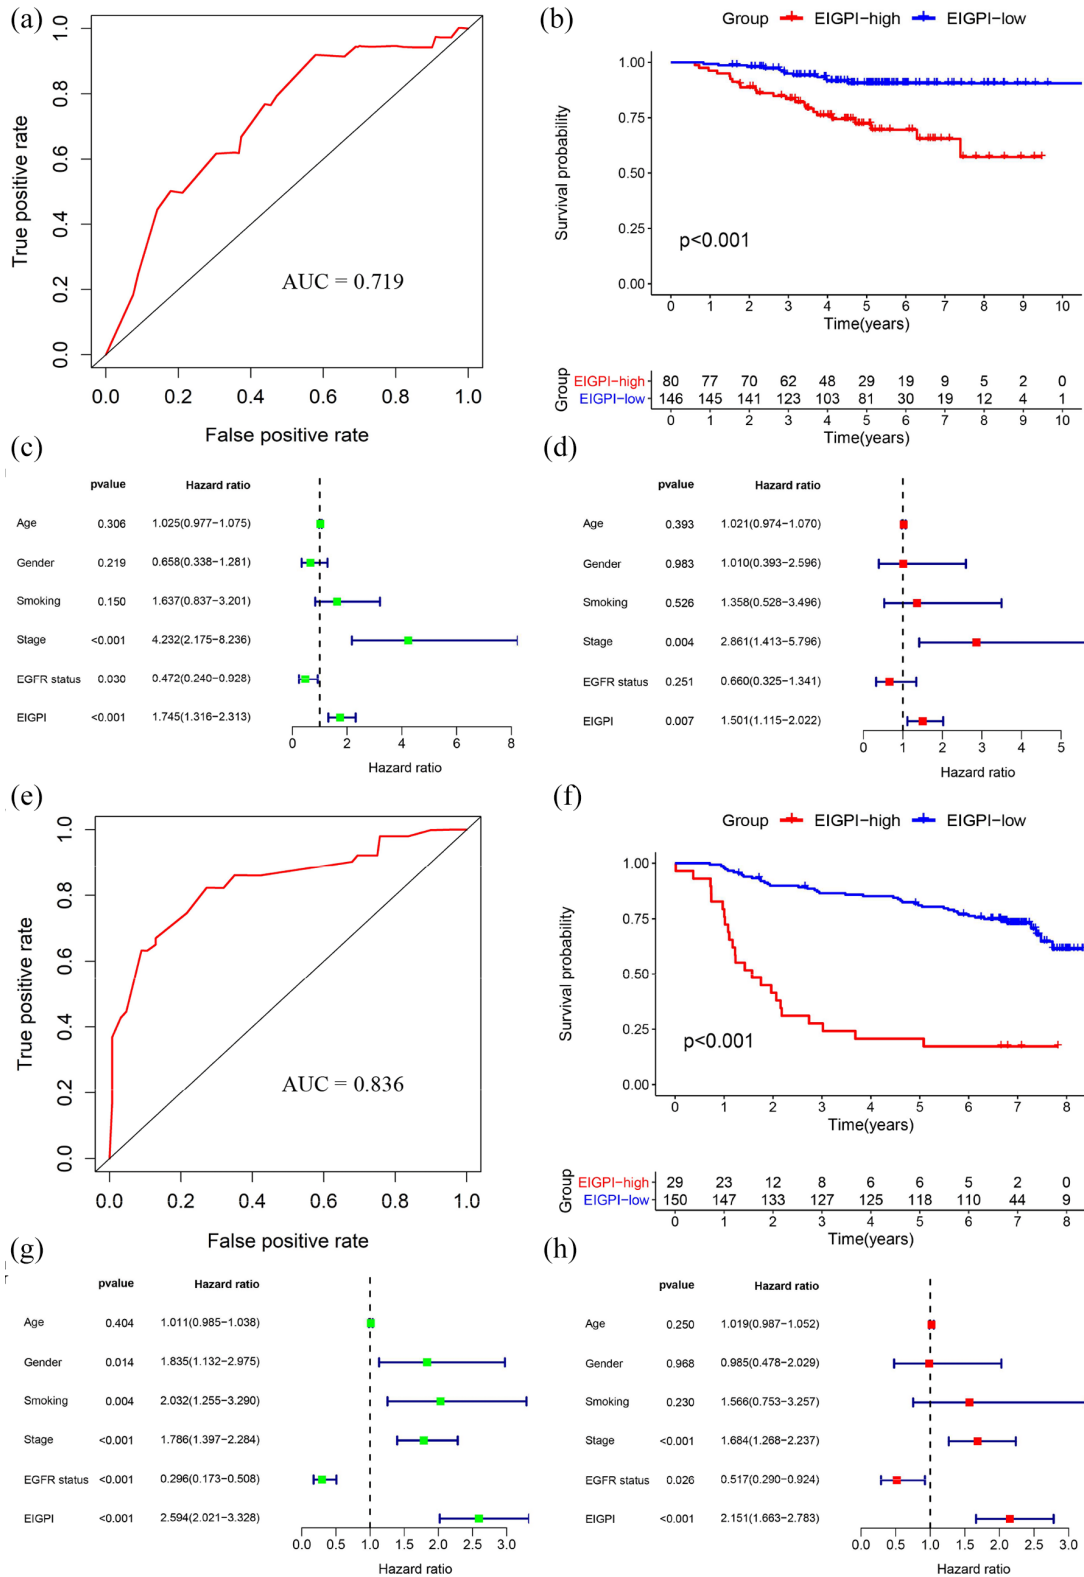 (a)
True positive rate
0.0 0.2 0.4 0.6 0.8 1.0
AUC = 0.719
0.0 0.2 0.4 0.6 0.8 1.0
False positive rate
(b)
Group EIGPI−high EIGPI−low
Survival probability
1.00
0.75
0.50
0.25
0.00
p<0.001
0 1 2 3 4 5 6 7 8 9 10
Time(years)
Group
EIGPI−high 80 77 70 62 48 29 19 9 5 2 0
EIGPI−low 146 145 141 123 103 81 30 19 12 4 1
0 1 2 3 4 5 6 7 8 9 10
Time(years)
(c)
pvalue Hazard ratio
Age 0.306 1.025(0.977−1.075)
Gender 0.219 0.658(0.338−1.281)
Smoking 0.150 1.637(0.837−3.201)
Stage <0.001 4.232(2.175−8.236)
EGFR status 0.030 0.472(0.240−0.928)
EIGPI <0.001 1.745(1.316−2.313)
0 2 4 6 8
Hazard ratio
(d)
pvalue Hazard ratio
Age 0.393 1.021(0.974−1.070)
Gender 0.983 1.010(0.393−2.596)
Smoking 0.526 1.358(0.528−3.496)
Stage 0.004 2.861(1.413−5.796)
EGFR status 0.251 0.660(0.325−1.341)
EIGPI 0.007 1.501(1.115−2.022)
0 1 2 3 4 5
Hazard ratio
(e)
True positive rate
0.0 0.2 0.4 0.6 0.8 1.0
AUC = 0.836
0.0 0.2 0.4 0.6 0.8 1.0
False positive rate
(f)
Group EIGPI−high EIGPI−low
Survival probability
1.00
0.75
0.50
0.25
0.00
p<0.001
0 1 2 3 4 5 6 7 8
Time(years)
Group
EIGPI−high 29 23 12 8 6 6 5 2 0
EIGPI−low 150 147 133 127 125 118 110 44 9
0 1 2 3 4 5 6 7 8
Time(years)
(g)
pvalue Hazard ratio
Age 0.404 1.011(0.985−1.038)
Gender 0.014 1.835(1.132−2.975)
Smoking 0.004 2.032(1.255−3.290)
Stage <0.001 1.786(1.397−2.284)
EGFR status <0.001 0.296(0.173−0.508)
EIGPI <0.001 2.594(2.021−3.328)
0.0 0.5 1.0 1.5 2.0 2.5 3.0
Hazard ratio
(h)
pvalue Hazard ratio
Age 0.250 1.019(0.987−1.052)
Gender 0.968 0.985(0.478−2.029)
Smoking 0.230 1.566(0.753−3.257)
Stage <0.001 1.684(1.268−2.237)
EGFR status 0.026 0.517(0.290−0.924)
EIGPI <0.001 2.151(1.663−2.783)
0.0 0.5 1.0 1.5 2.0 2.5 3.0
Hazard ratio